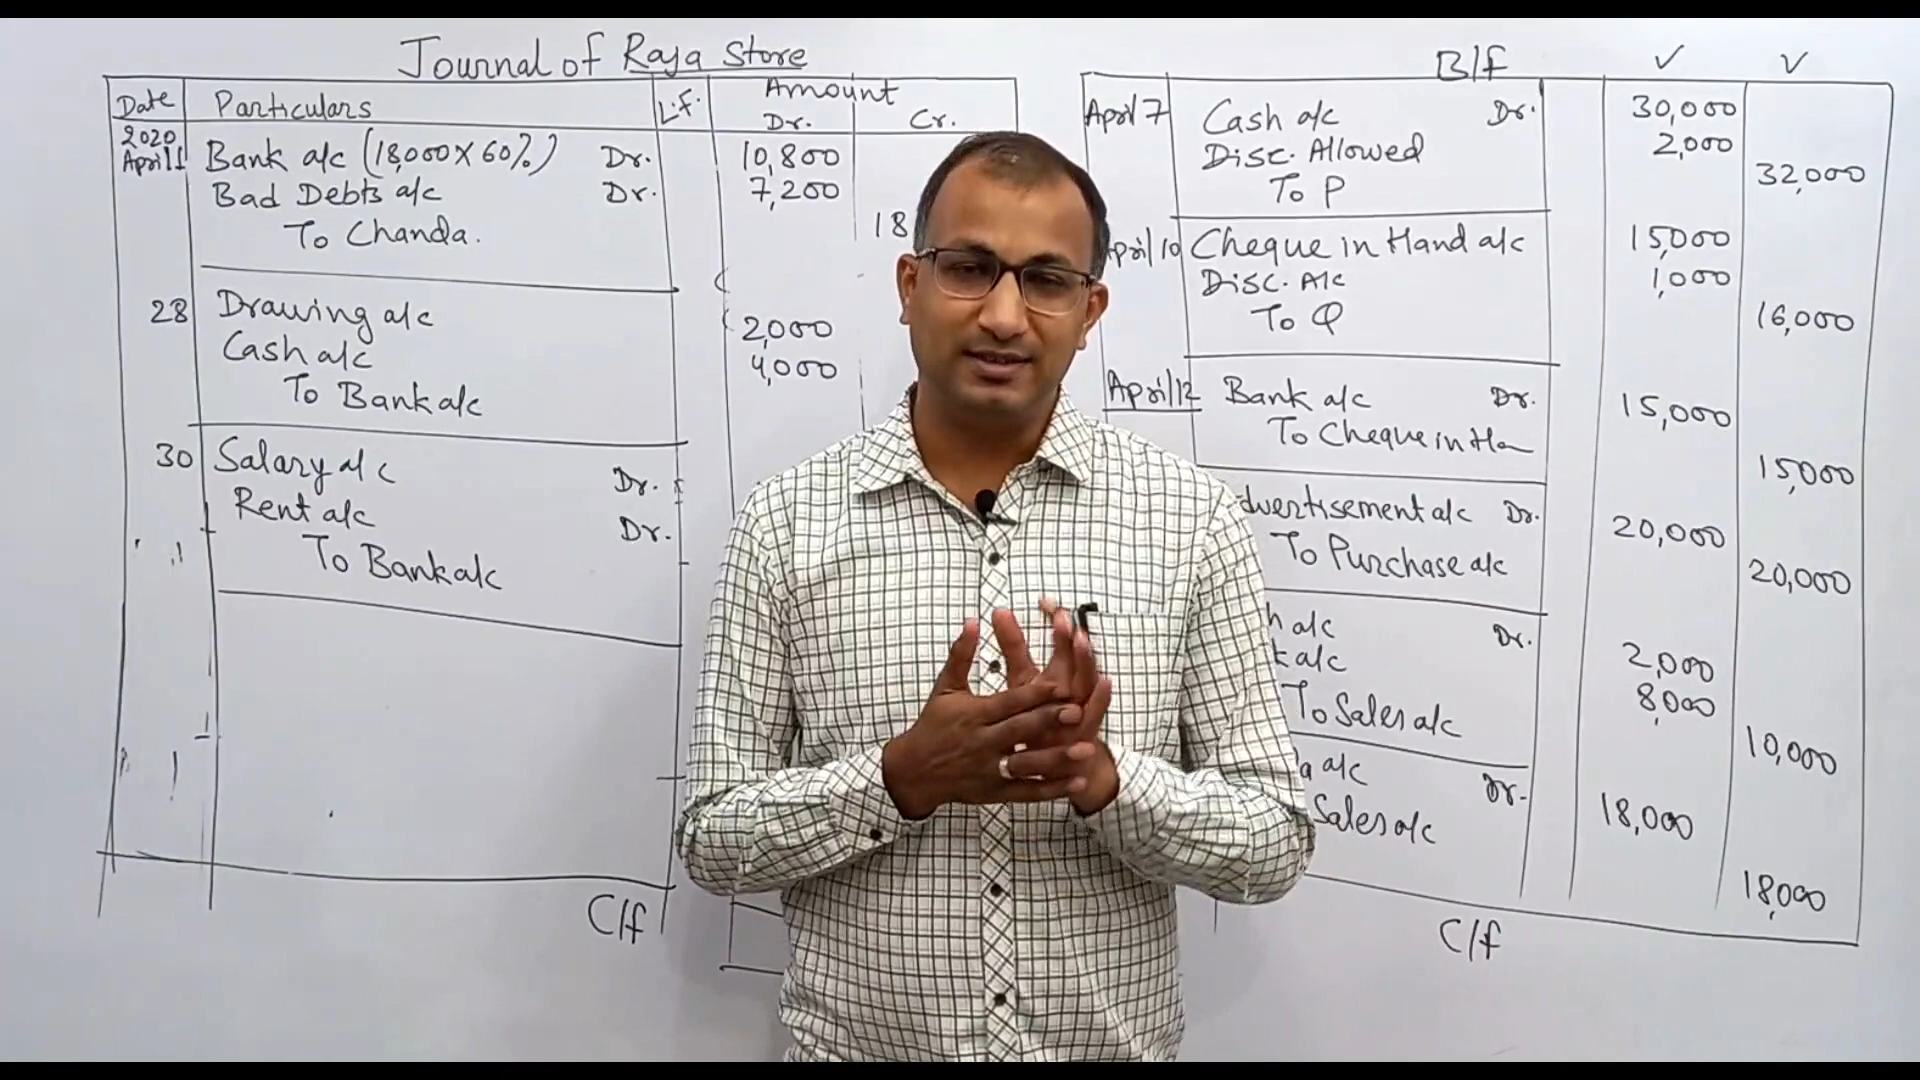 Journal of Raja Store
Date Particulars L.F. Amount
Dr. Cr.
2020
April 1 Bank a/c (18,000 X 60%) Dr. 10,800
Bad Debts a/c Dr. 7,200
To Chanda. 18
28 Drawing a/c 2,000
Cash a/c 4,000
To Bank a/c
30 Salary a/c Dr.
Rent a/c Dr.
To Bank a/c
C/f
B/f
April 7 Cash a/c Dr. 30,000
Disc. Allowed 2,000
To P 32,000
pril 10 Cheque in Hand a/c 15,000
Disc. A/c 1,000
To Q 16,000
April 12 Bank a/c Dr. 15,000
To Cheque in Ha 15,000
dvertisement a/c Dr. 20,000
To Purchase a/c 20,000
h a/c Dr. 2,000
k a/c 8,000
To Sales a/c 10,000
a a/c Dr. 18,000
Sales a/c 18,000
C/f